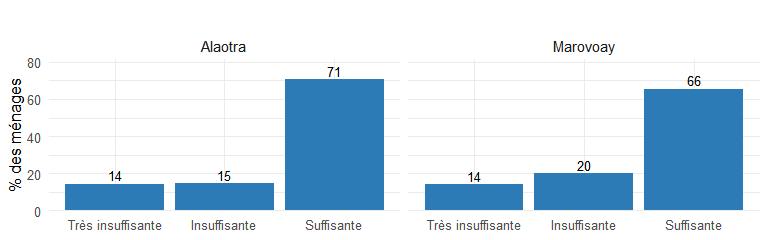 Alaotra Marovoay
% des ménages
80
60
40
20
0
14 15 71
14 20 66
Très insuffisante Insuffisante Suffisante
Très insuffisante Insuffisante Suffisante